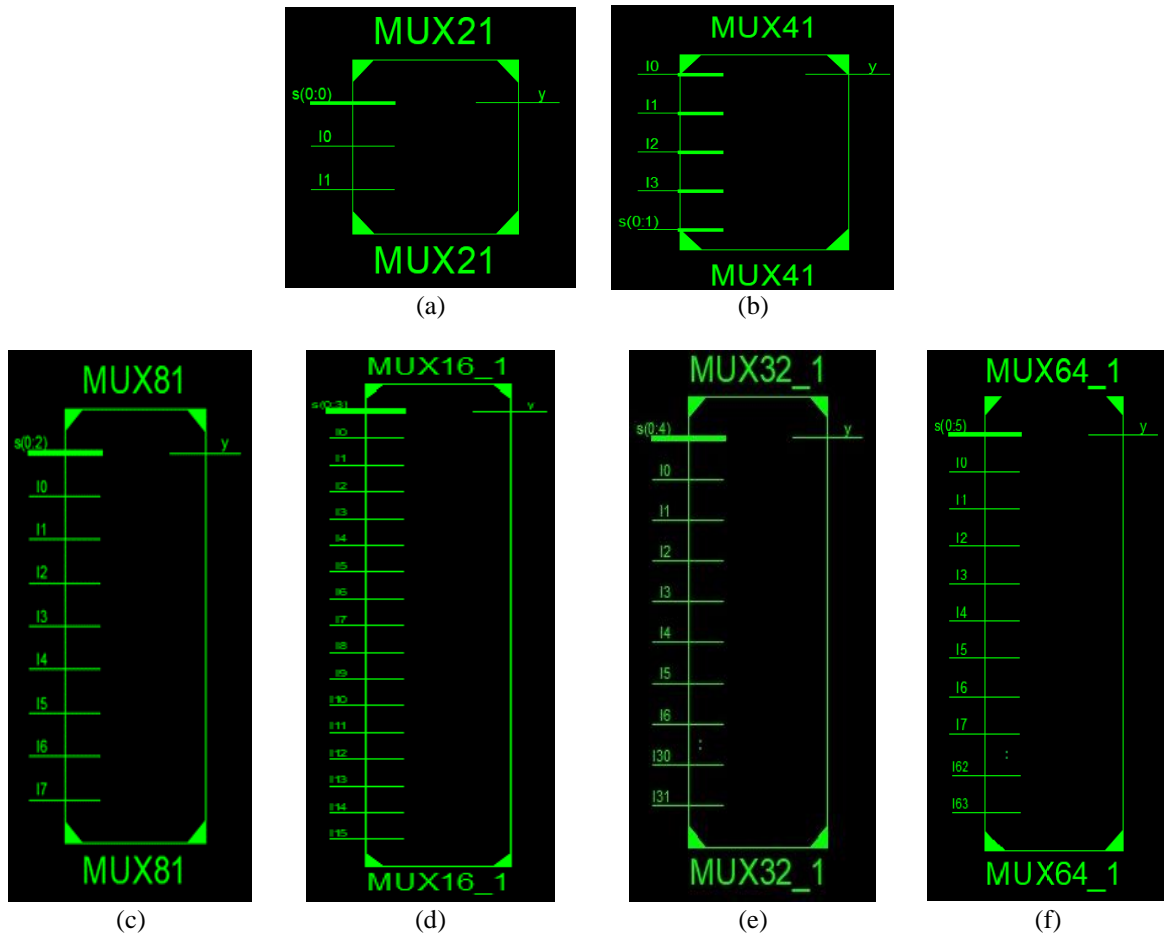 MUX21
s(0:0)
y
I0
I1
MUX21
(a)
MUX41
I0
y
I1
I2
I3
s(0:1)
MUX41
(b)
MUX81
s(0:2)
y
I0
I1
I2
I3
I4
I5
I6
I7
MUX81
(c)
MUX16_1
s(0:3)
y
I0
I1
I2
I3
I4
I5
I6
I7
I8
I9
I10
I11
I12
I13
I14
I15
MUX16_1
(d)
MUX32_1
s(0:4)
y
I0
I1
I2
I3
I4
I5
I6
:
I30
I31
MUX32_1
(e)
MUX64_1
s(0:5)
y
I0
I1
I2
I3
I4
I5
I6
I7
:
I62
I63
MUX64_1
(f)